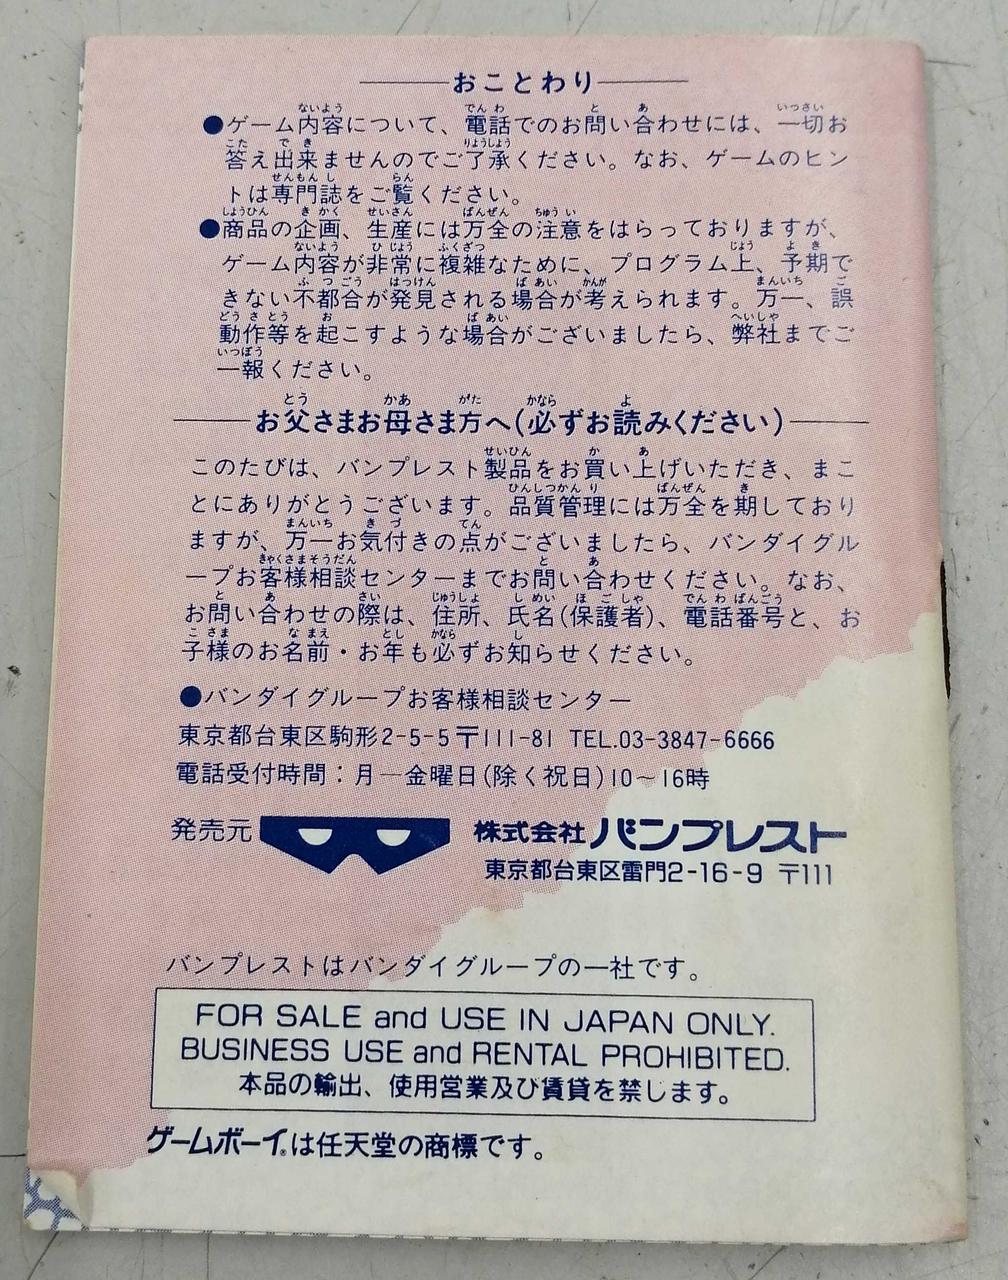 おことわり
●ゲーム内容について、電話でのお問い合わせには、一切お
答え出来ませんのでご了承ください。なお、ゲームのヒン
トは専門誌をご覧ください。
●商品の企画、生産には万全の注意をはらっておりますが、
ゲーム内容が非常に複雑なために、プログラム上、予期で
きない不都合が発見される場合が考えられます。万一、誤
動作等を起こすような場合がございましたら、弊社までご
一報ください。
お父さまお母さま方へ(必ずお読みください)
このたびは、バンプレスト製品をお買い上げいただき、まこ
とにありがとうございます。品質管理には万全を期しており
ますが、万一お気付きの点がございましたら、バンダイグル
ープお客様相談センターまでお問い合わせください。なお、
お問い合わせの際は、住所、氏名(保護者)、電話番号と、お
子様のお名前・お年も必ずお知らせください。
●バンダイグループお客様相談センター
東京都台東区駒形2-5-5〒111-81 TEL.03-3847-6666
電話受付時間：月―金曜日(除く祝日)10～16時
発売元 株式会社 バンプレスト
東京都台東区雷門2-16-9 〒111
バンプレストはバンダイグループの一社です。
FOR SALE and USE IN JAPAN ONLY.
BUSINESS USE and RENTAL PROHIBITED.
本品の輸出、使用営業及び賃貸を禁じます。
ゲームボーイ®は任天堂の商標です。